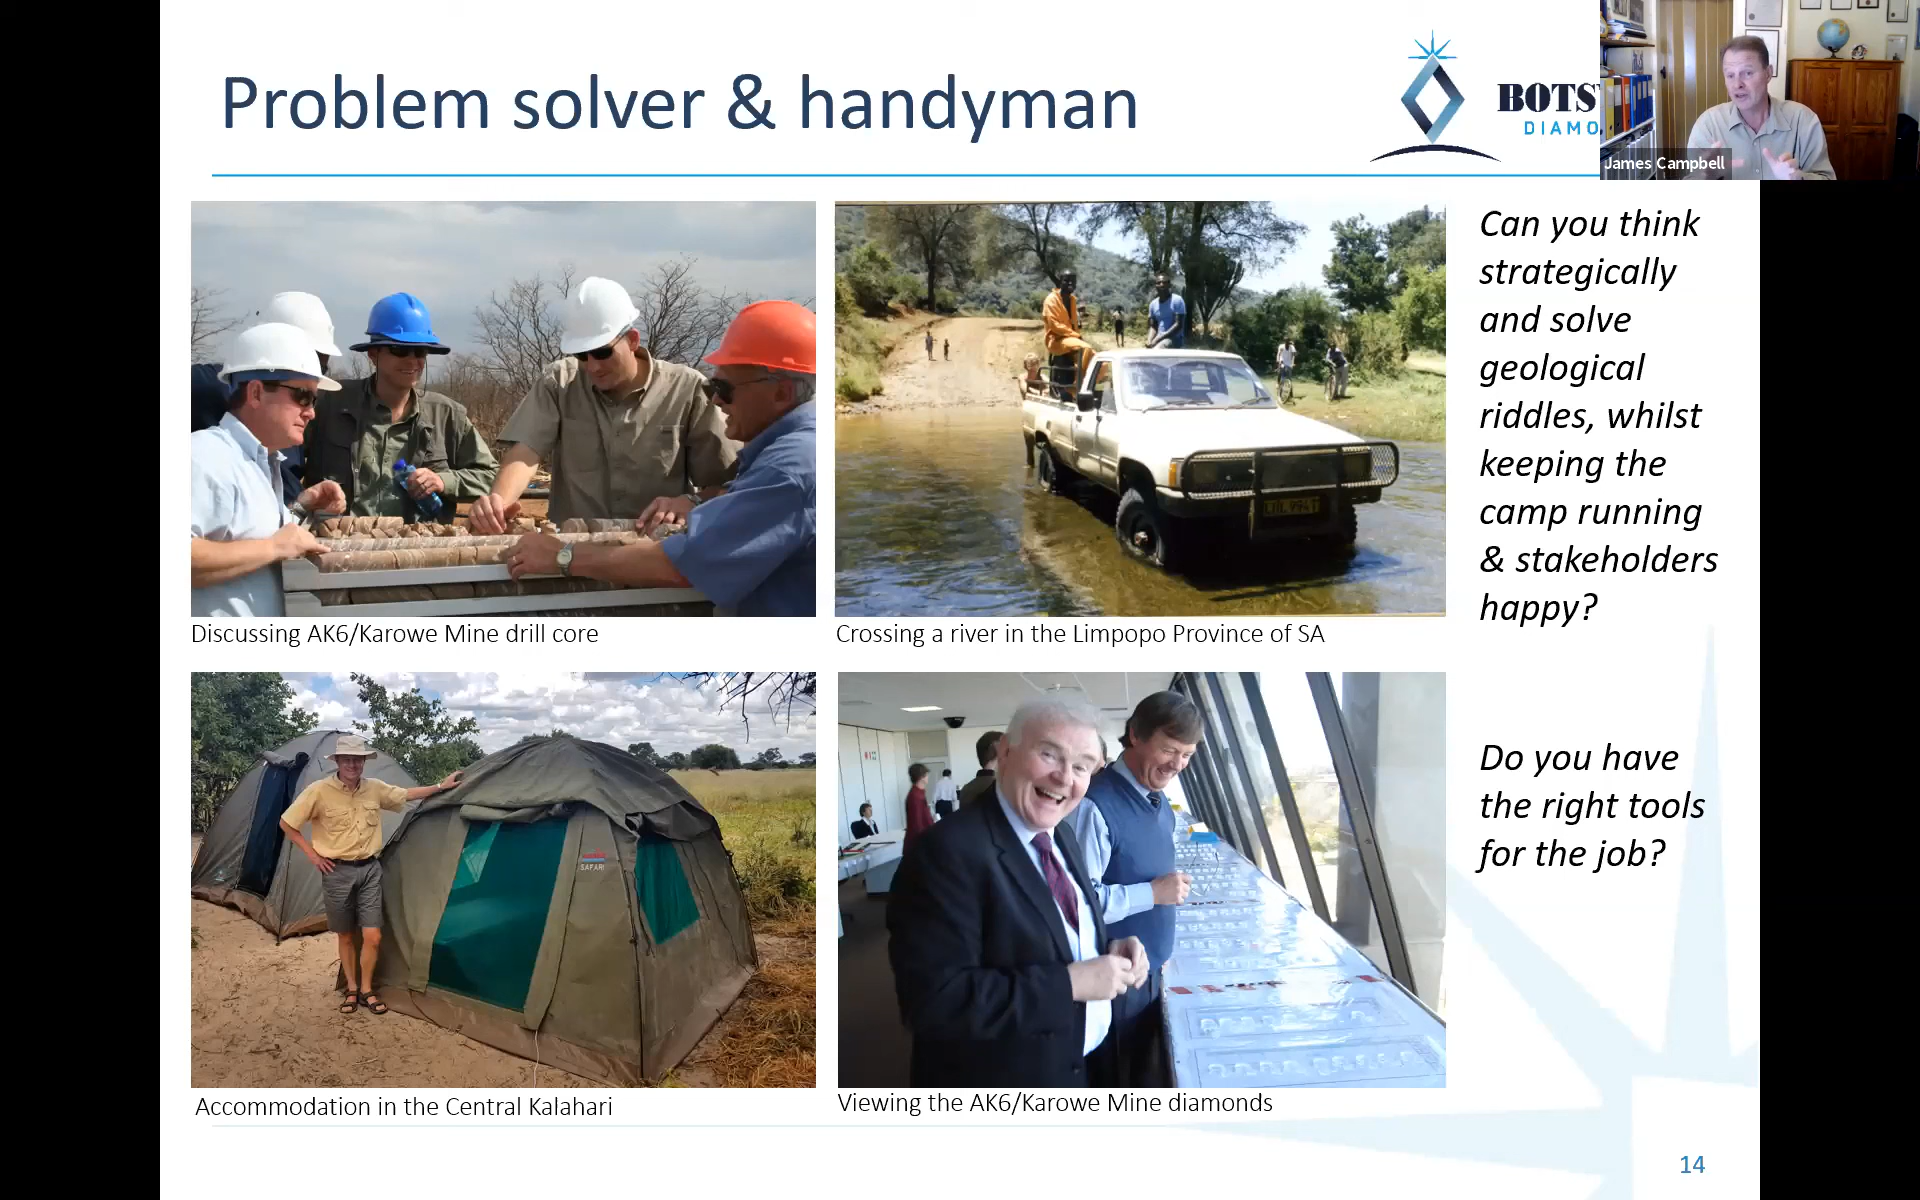 Problem solver & handyman
BOTS
DIAMO
James Campbell
Can you think
strategically
and solve
geological
riddles, whilst
keeping the
camp running
& stakeholders
happy?
Discussing AK6/Karowe Mine drill core
Crossing a river in the Limpopo Province of SA
SAFARI
Do you have
the right tools
for the job?
Accommodation in the Central Kalahari
Viewing the AK6/Karowe Mine diamonds
14